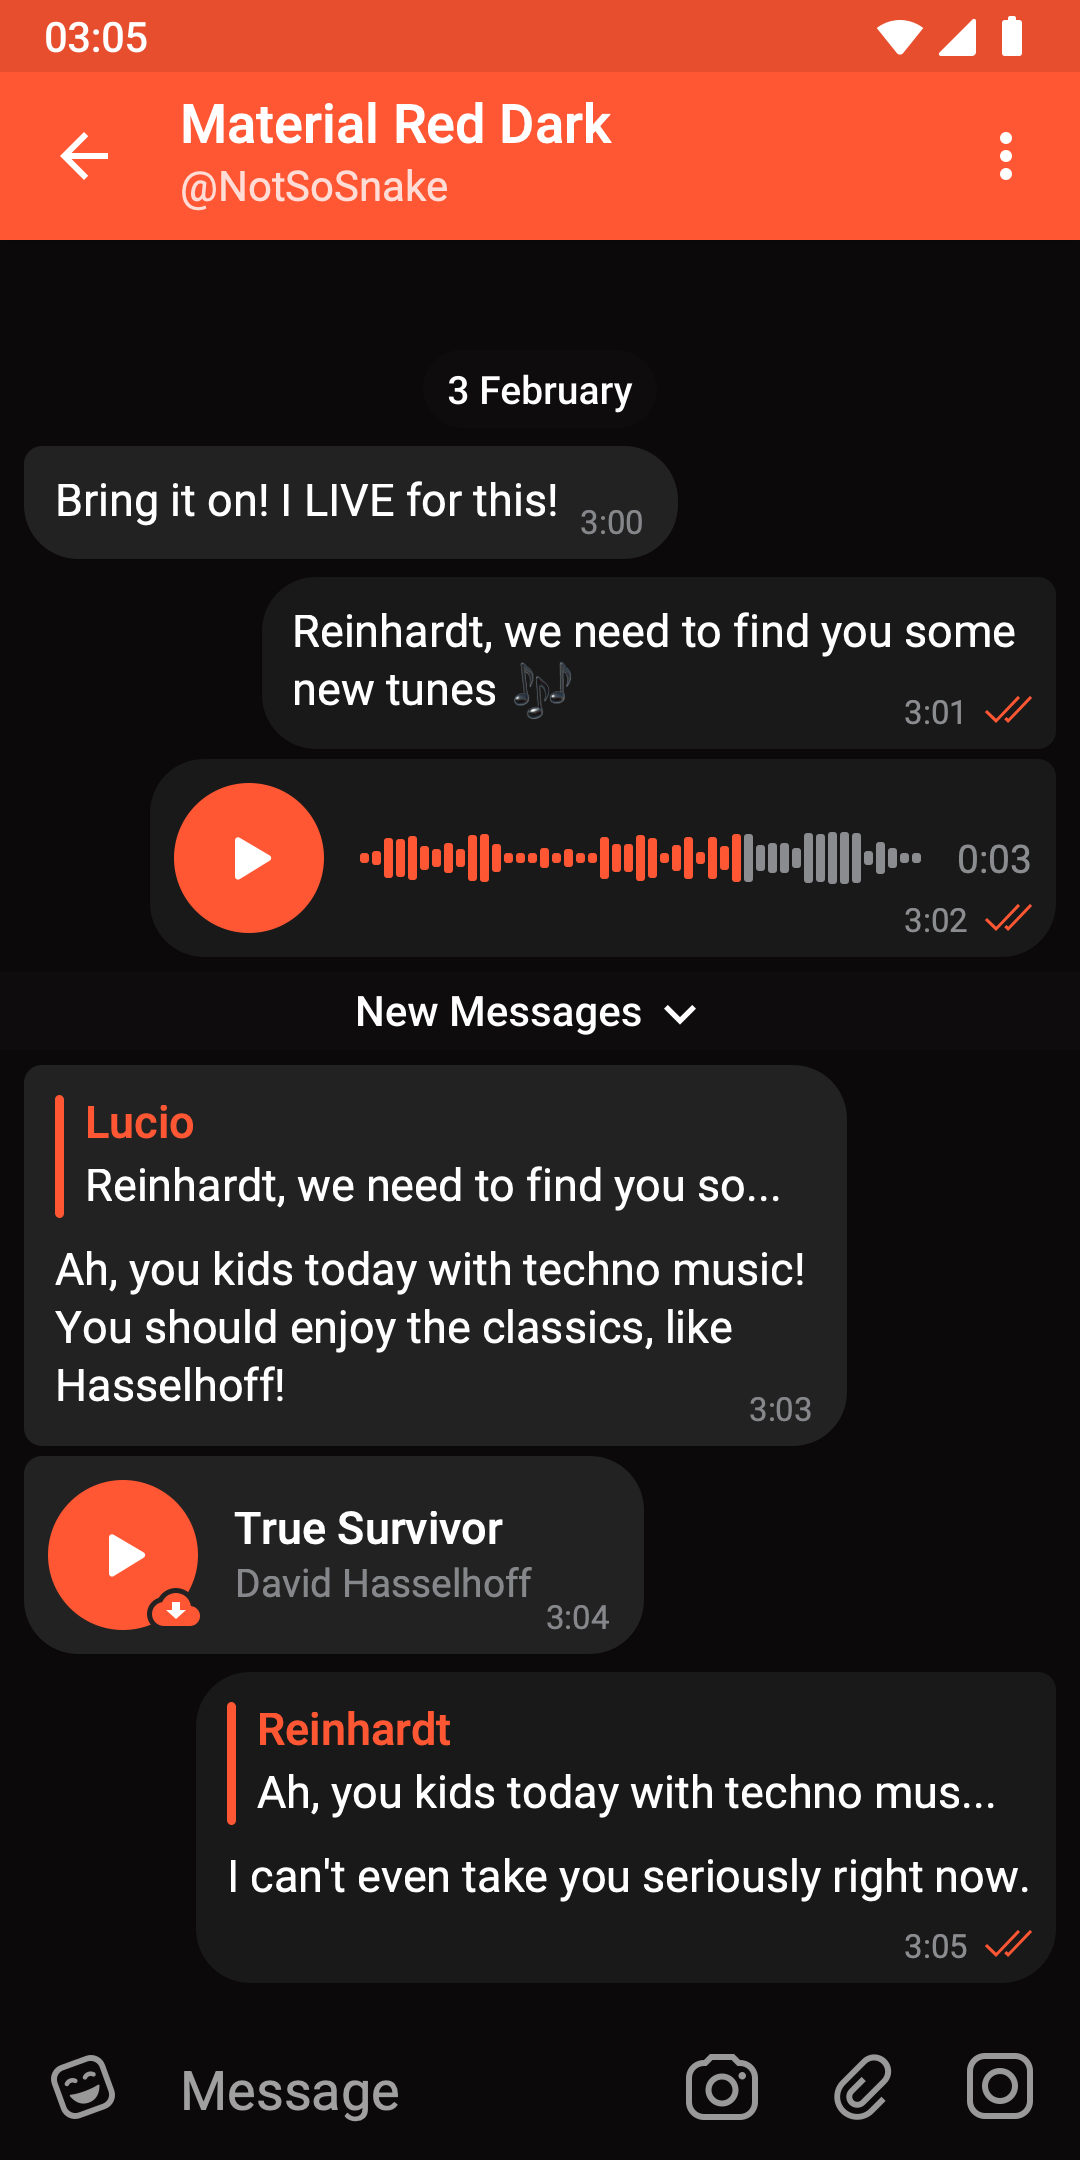 03:05
Material Red Dark
@NotSoSnake
3 February
Bring it on! I LIVE for this!
3:00
Reinhardt, we need to find you some
new tunes 🎶
3:01
0:03
3:02
New Messages
Lucio
Reinhardt, we need to find you so...
Ah, you kids today with techno music!
You should enjoy the classics, like
Hasselhoff!
3:03
True Survivor
David Hasselhoff
3:04
Reinhardt
Ah, you kids today with techno mus...
I can't even take you seriously right now.
3:05
Message